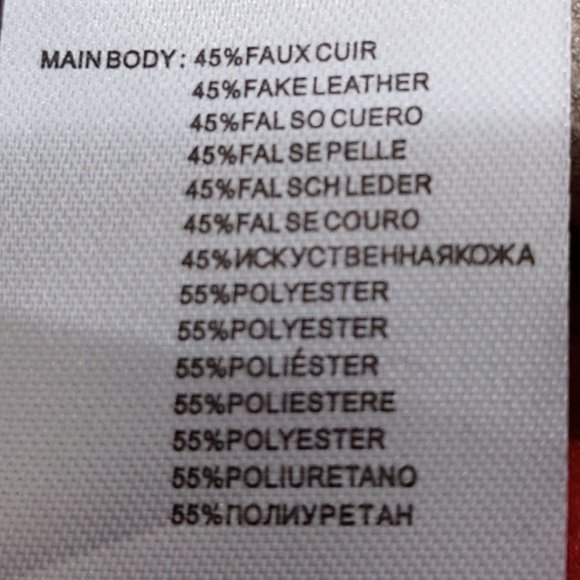 MAIN BODY: 45%FAUX CUIR
45%FAKE LEATHER
45%FALSO CUERO
45%FALSE PELLE
45%FALSCH LEDER
45%FALSE COURO
45%ИСКУСТВЕННАЯКОЖА
55%POLYESTER
55%POLYESTER
55%POLIÉSTER
55%POLIESTERE
55%POLYESTER
55%POLIURETANO
55%ПОЛИУРЕТАН